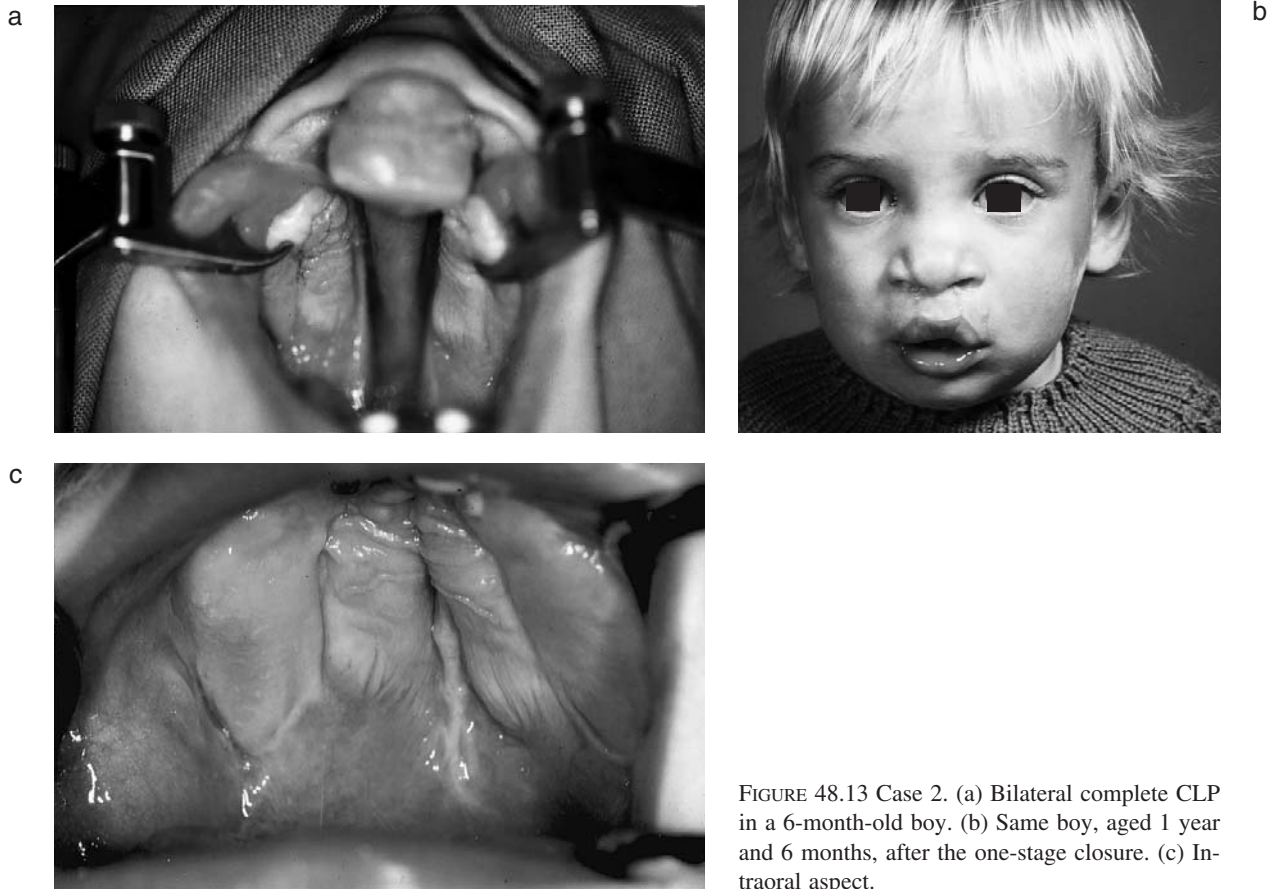 a
b
c
FIGURE 48.13 Case 2. (a) Bilateral complete CLP
in a 6-month-old boy. (b) Same boy, aged 1 year
and 6 months, after the one-stage closure. (c) In-
traoral aspect.